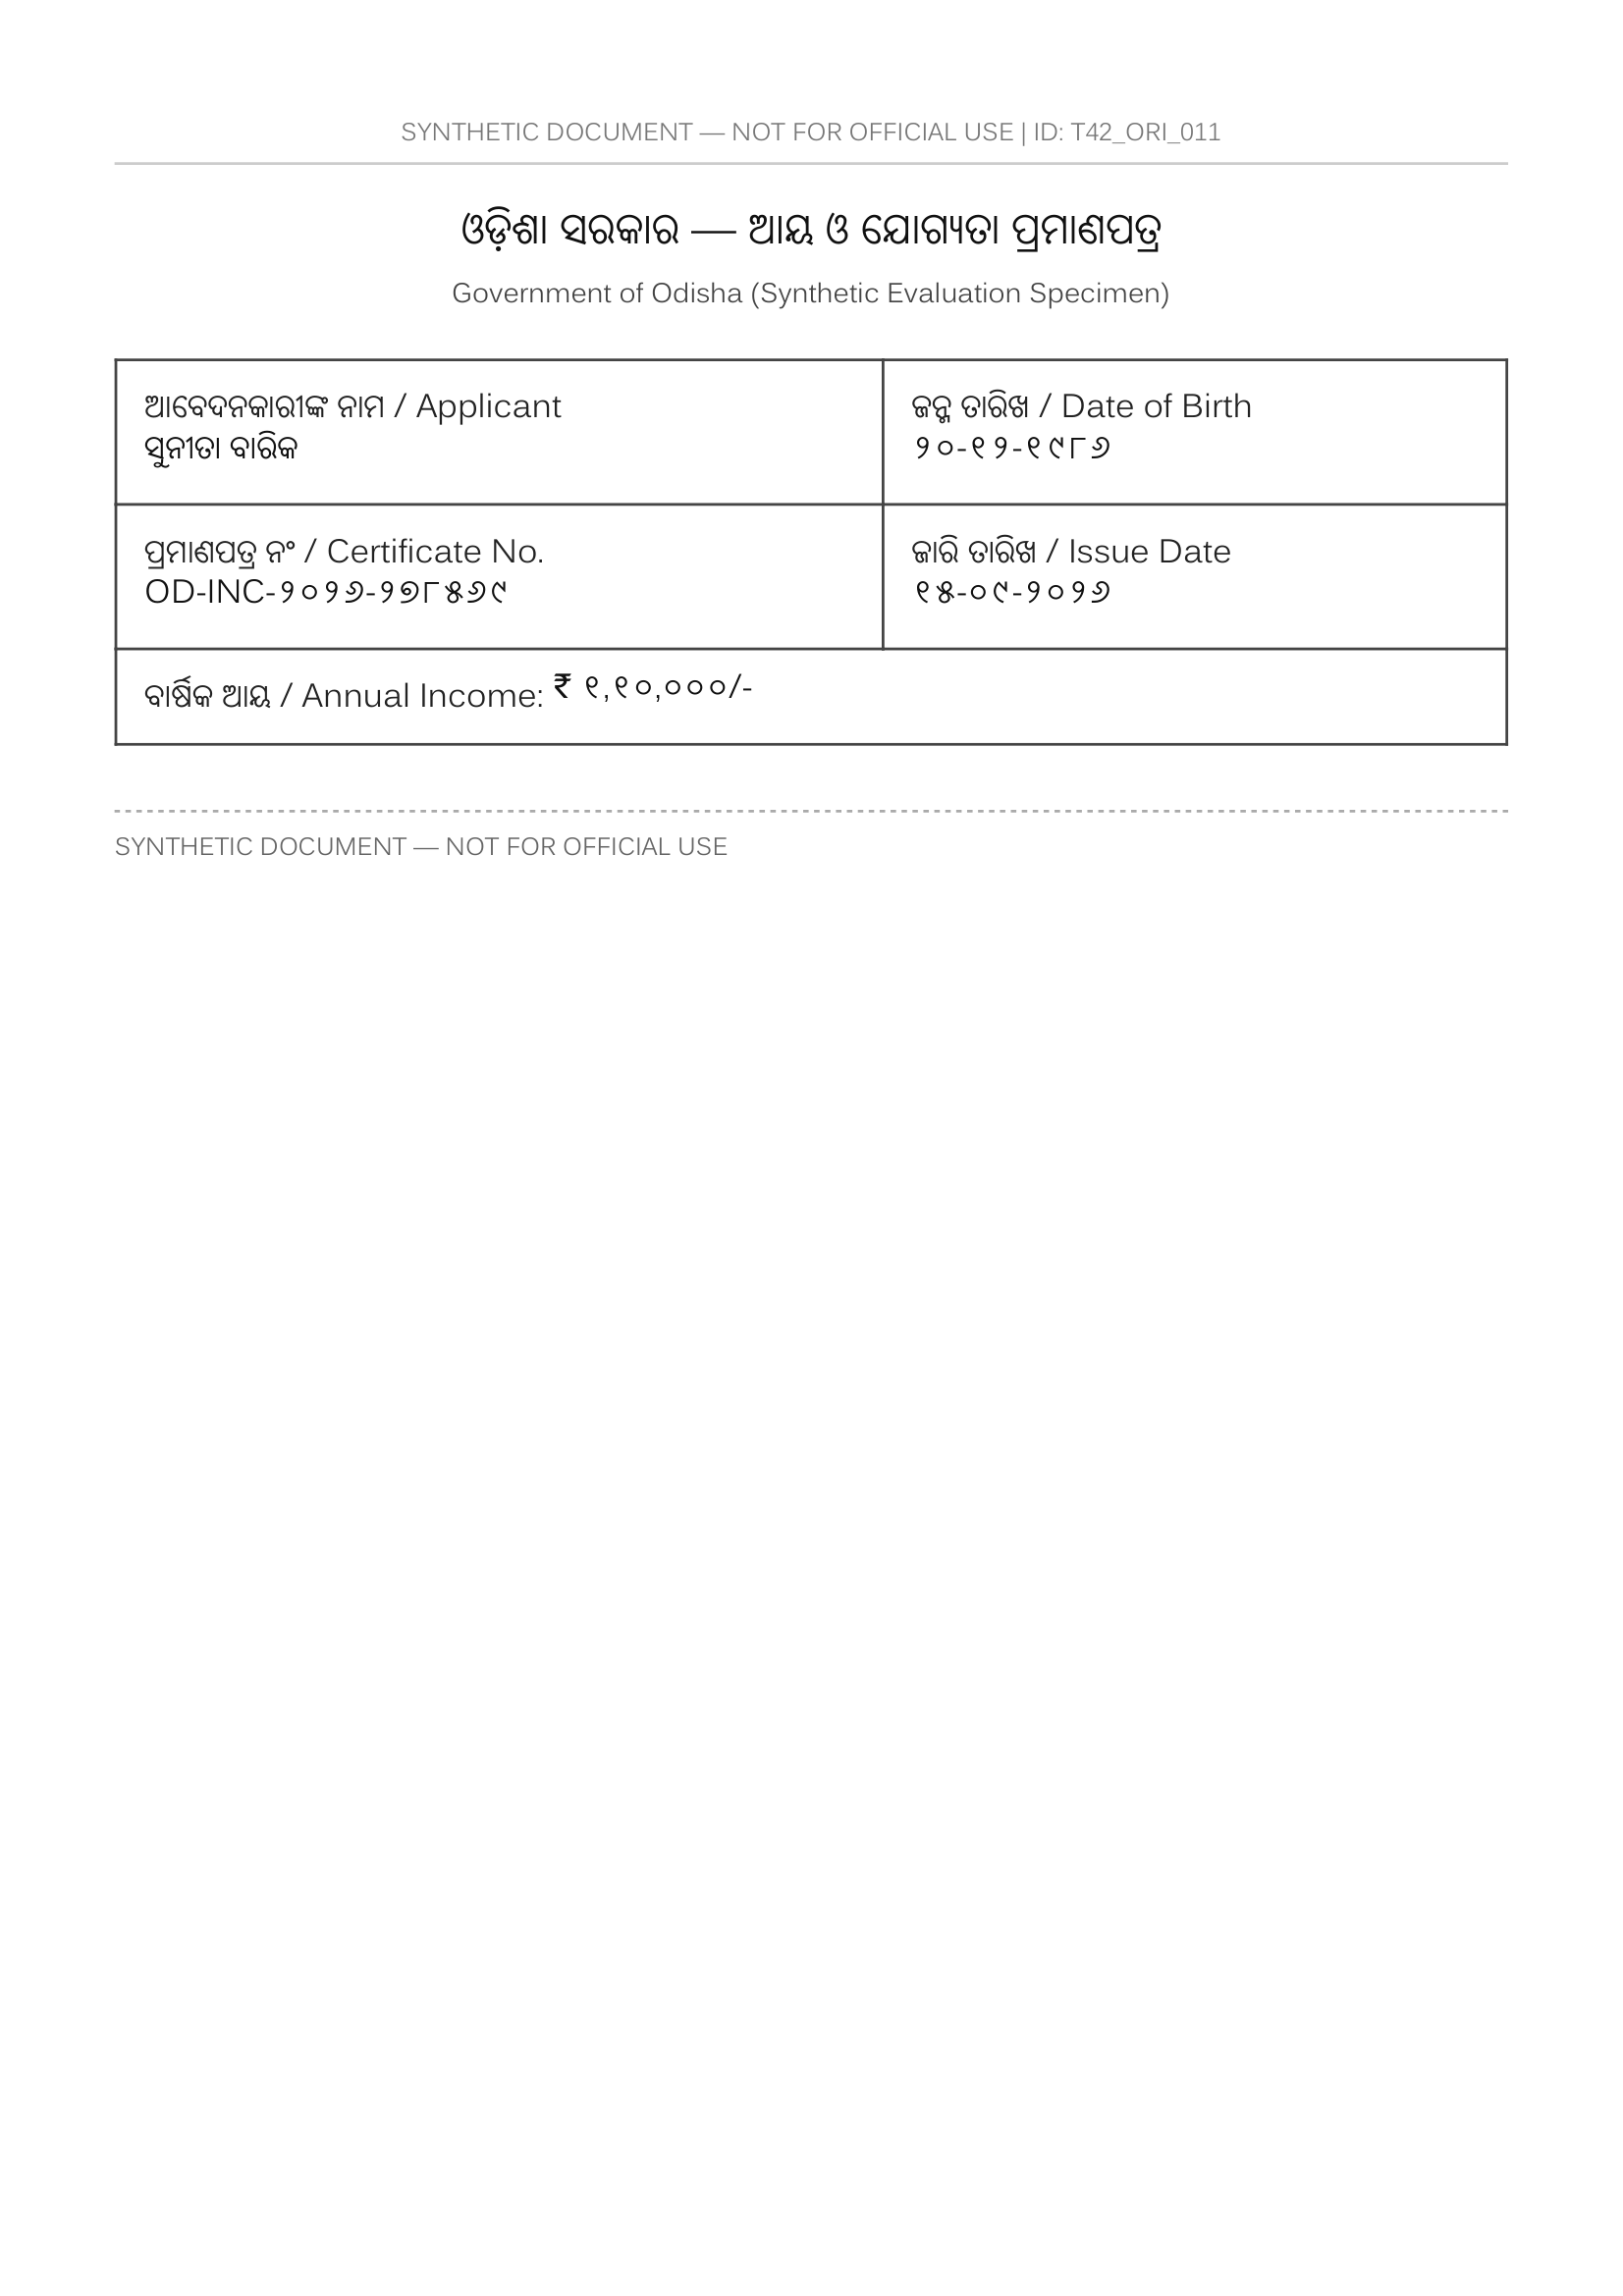 SYNTHETIC DOCUMENT — NOT FOR OFFICIAL USE | ID: T42_ORI_011
ଓଡ଼ିଶା ସରକାର — ଆୟ ଓ ଯୋଗ୍ୟତା ପ୍ରମାଣପତ୍ର
Government of Odisha (Synthetic Evaluation Specimen)
ଆବେଦନକାରୀଙ୍କ ନାମ / Applicant
ସୁନୀତା ବାରିକ
ଜନ୍ମ ତାରିଖ / Date of Birth
୨୦-୧୨-୧୯୮୬
ପ୍ରମାଣପତ୍ର ନଂ / Certificate No.
OD-INC-୨୦୨୬-୨୭୮୫୬୯
ଜାରି ତାରିଖ / Issue Date
୧୫-୦୯-୨୦୨୬
ବାର୍ଷିକ ଆୟ / Annual Income: ₹ ୧,୧୦,୦୦୦/-
SYNTHETIC DOCUMENT — NOT FOR OFFICIAL USE